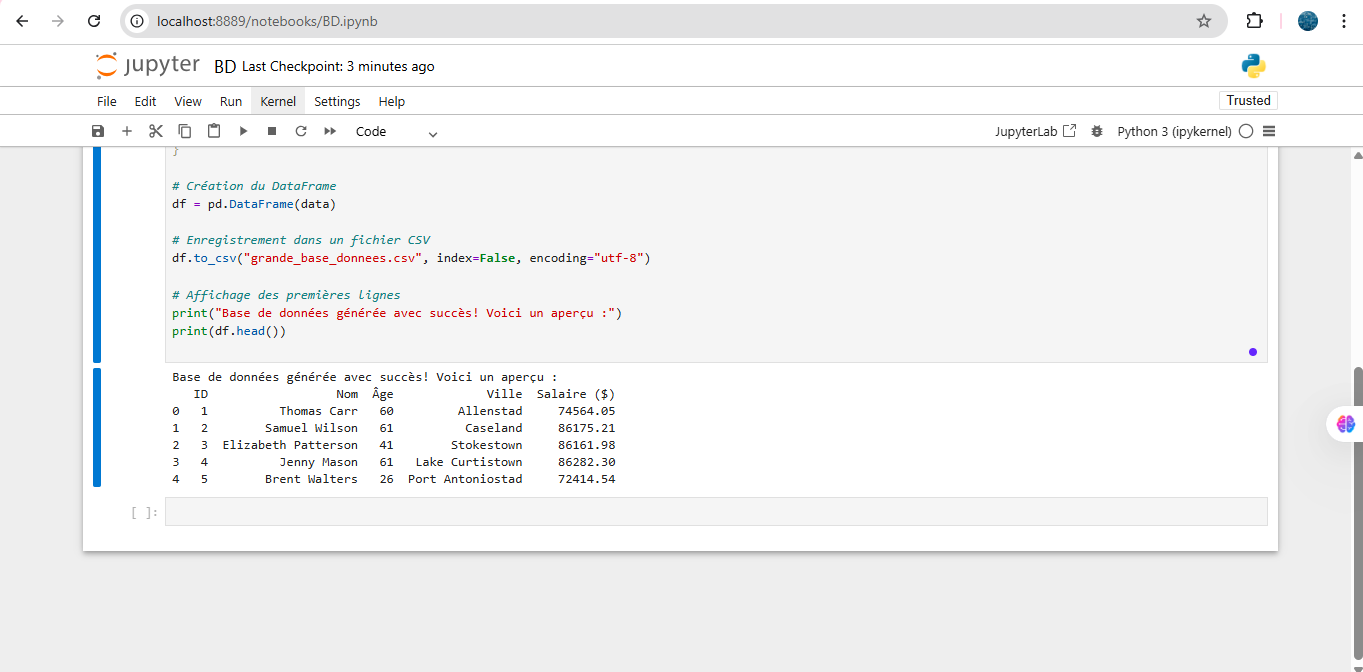 localhost:8889/notebooks/BD.ipynb
jupyter BD Last Checkpoint: 3 minutes ago
File Edit View Run Kernel Settings Help Trusted
Code JupyterLab Python 3 (ipykernel)
}
# Création du DataFrame
df = pd.DataFrame(data)
# Enregistrement dans un fichier CSV
df.to_csv("grande_base_donnees.csv", index=False, encoding="utf-8")
# Affichage des premières lignes
print("Base de données générée avec succès! Voici un aperçu :")
print(df.head())
Base de données générée avec succès! Voici un aperçu :
ID Nom Âge Ville Salaire ($)
0 1 Thomas Carr 60 Allenstad 74564.05
1 2 Samuel Wilson 61 Caseland 86175.21
2 3 Elizabeth Patterson 41 Stokestown 86161.98
3 4 Jenny Mason 61 Lake Curtistown 86282.30
4 5 Brent Walters 26 Port Antoniostad 72414.54
[ ]: